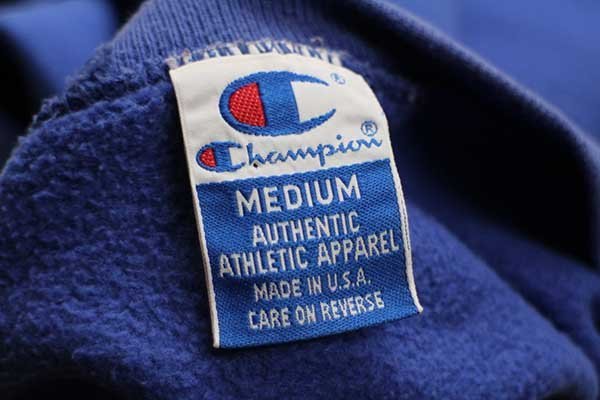 ®
Champion®
MEDIUM
AUTHENTIC
ATHLETIC APPAREL
MADE IN U.S.A.
CARE ON REVERSE